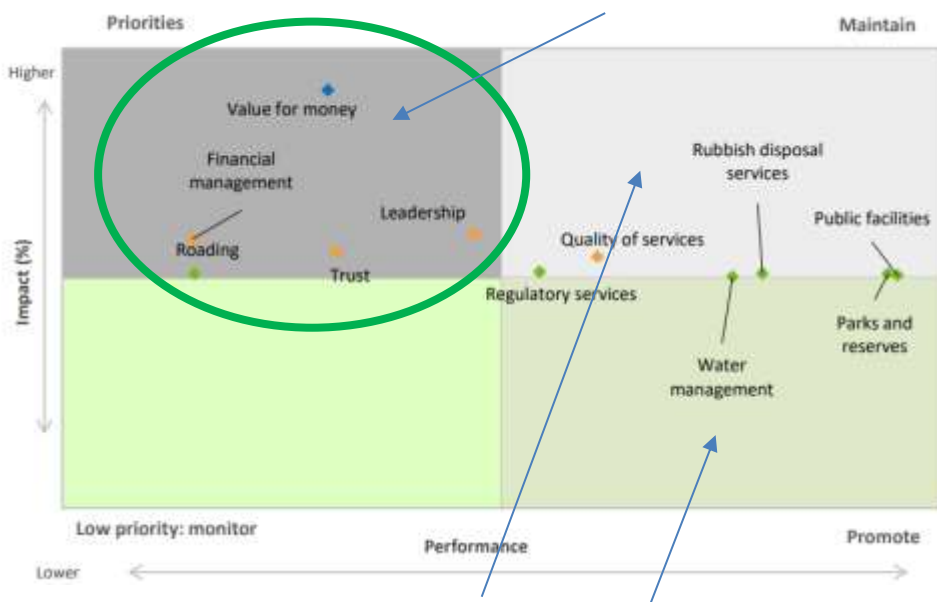 Priorities
Maintain
Higher
Value for money
Financial
management
Rubbish disposal
services
Leadership
Public facilities
Roading
Quality of services
Trust
Regulatory services
Impact (%)
Parks and
reserves
Water
management
Low priority: monitor
Performance
Promote
Lower